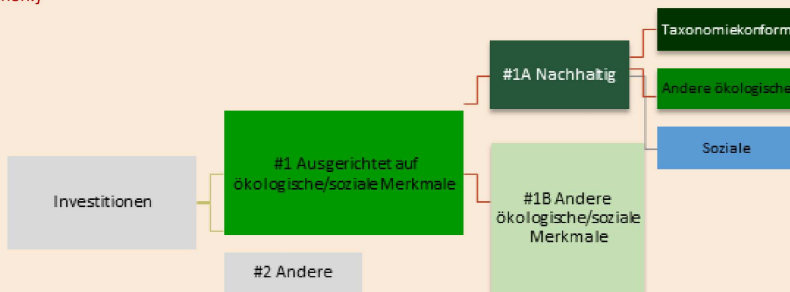 Taxonomiekonform
#1A Nachhaltig
Andere ökologische
#1 Ausgerichtet auf
ökologische/soziale Merkmale
Soziale
Investitionen
#1B Andere
ökologische/soziale
Merkmale
#2 Andere